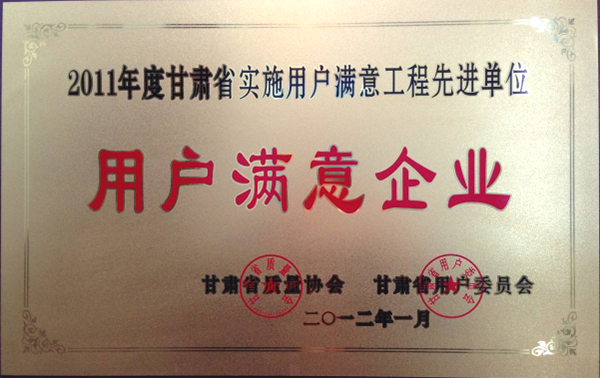 2011年度甘肃省实施用户满意工程先进单位
用户满意企业
甘肃省质量协会 甘肃省用户委员会
二〇一二年一月